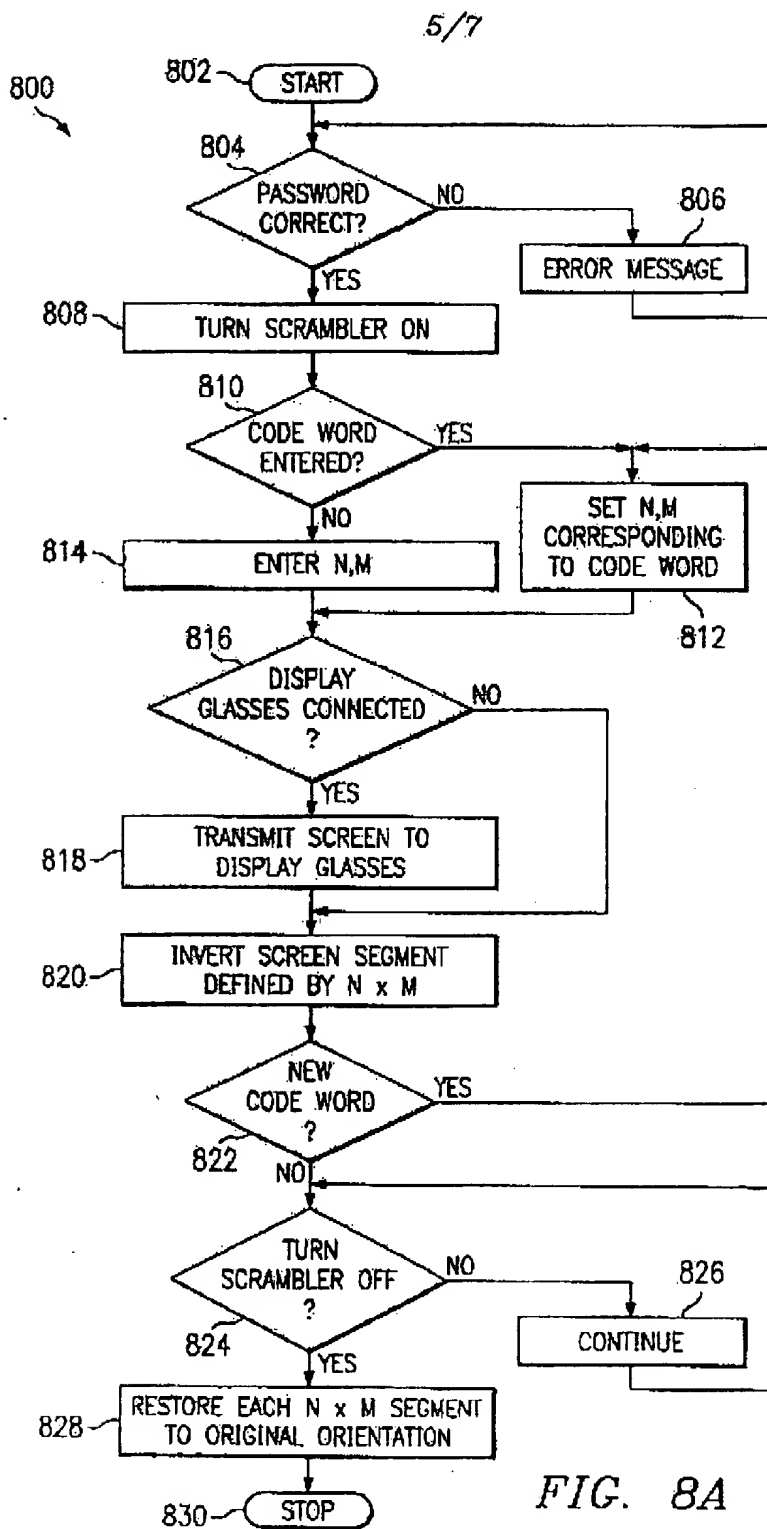 5/7
800
802
START
804
PASSWORD
CORRECT?
NO
YES
806
ERROR MESSAGE
808
TURN SCRAMBLER ON
810
CODE WORD
ENTERED?
YES
NO
SET N,M
CORRESPONDING
TO CODE WORD
812
814
ENTER N,M
816
DISPLAY
GLASSES CONNECTED
?
NO
YES
818
TRANSMIT SCREEN TO
DISPLAY GLASSES
820
INVERT SCREEN SEGMENT
DEFINED BY N x M
NEW
CODE WORD
?
YES
822
NO
TURN
SCRAMBLER OFF
?
NO
824
YES
826
CONTINUE
828
RESTORE EACH N x M SEGMENT
TO ORIGINAL ORIENTATION
830
STOP
FIG. 8A